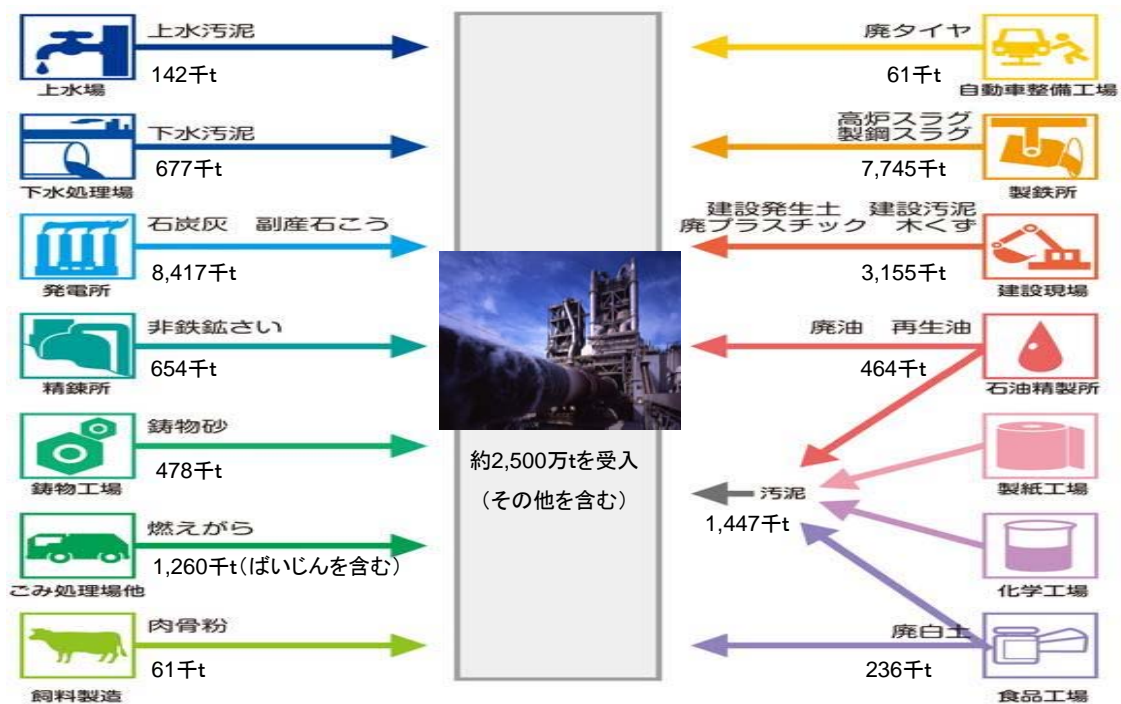 上水汚泥
142千t
上水場
下水汚泥
677千t
下水処理場
石炭灰 副産石こう
8,417千t
発電所
非鉄鉱さい
654千t
精錬所
鋳物砂
478千t
鋳物工場
燃えがら
1,260千t(ばいじんを含む)
ごみ処理場他
肉骨粉
61千t
飼料製造
約2,500万tを受入
(その他を含む)
廃タイヤ
61千t
自動車整備工場
高炉スラグ
製鋼スラグ
7,745千t
製鉄所
建設発生土 建設汚泥
廃プラスチック 木くず
3,155千t
建設現場
廃油 再生油
464千t
石油精製所
製紙工場
汚泥
1,447千t
化学工場
廃白土
236千t
食品工場